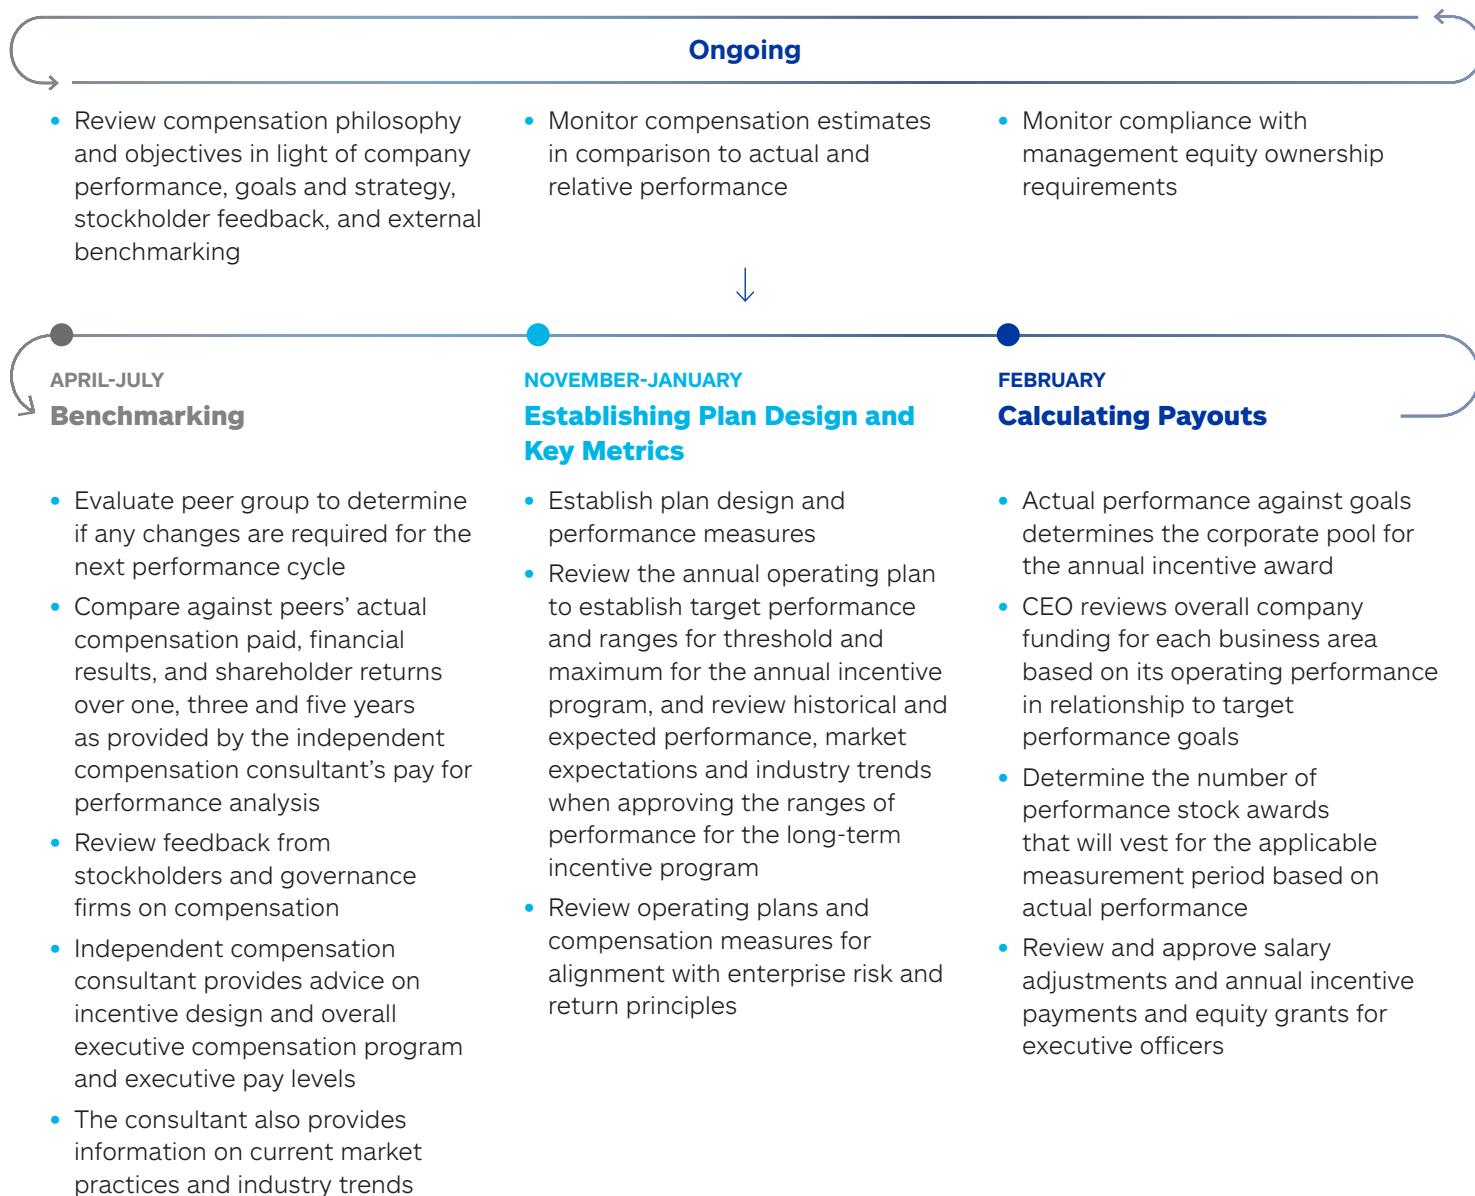 Ongoing
• Review compensation philosophy
and objectives in light of company
performance, goals and strategy,
stockholder feedback, and external
benchmarking
• Monitor compensation estimates
in comparison to actual and
relative performance
• Monitor compliance with
management equity ownership
requirements
APRIL-JULY
Benchmarking
• Evaluate peer group to determine
if any changes are required for the
next performance cycle
• Compare against peers’ actual
compensation paid, financial
results, and shareholder returns
over one, three and five years
as provided by the independent
compensation consultant’s pay for
performance analysis
• Review feedback from
stockholders and governance
firms on compensation
• Independent compensation
consultant provides advice on
incentive design and overall
executive compensation program
and executive pay levels
• The consultant also provides
information on current market
practices and industry trends
NOVEMBER-JANUARY
Establishing Plan Design and
Key Metrics
• Establish plan design and
performance measures
• Review the annual operating plan
to establish target performance
and ranges for threshold and
maximum for the annual incentive
program, and review historical and
expected performance, market
expectations and industry trends
when approving the ranges of
performance for the long-term
incentive program
• Review operating plans and
compensation measures for
alignment with enterprise risk and
return principles
FEBRUARY
Calculating Payouts
• Actual performance against goals
determines the corporate pool for
the annual incentive award
• CEO reviews overall company
funding for each business area
based on its operating performance
in relationship to target
performance goals
• Determine the number of
performance stock awards
that will vest for the applicable
measurement period based on
actual performance
• Review and approve salary
adjustments and annual incentive
payments and equity grants for
executive officers